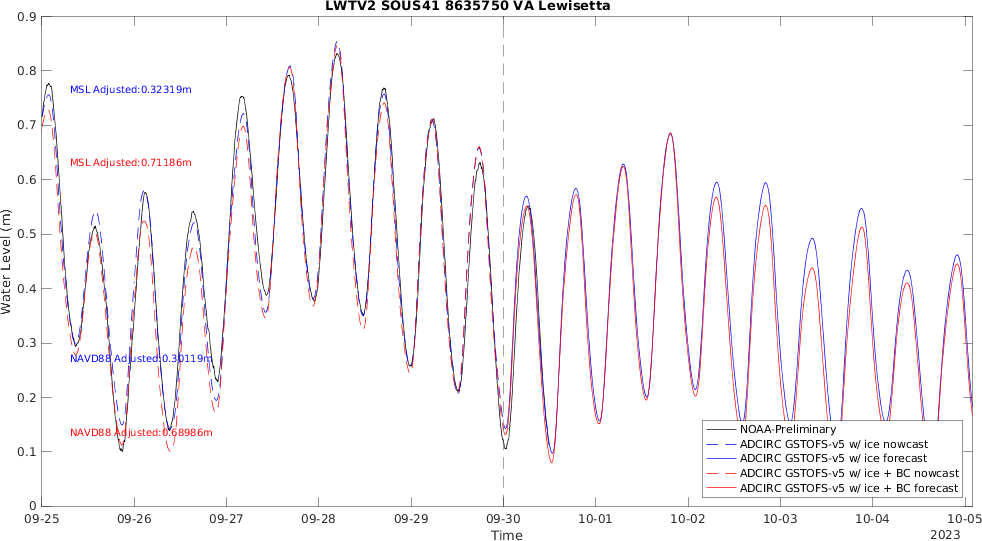 LWTV2 SOUS41 8635750 VA Lewisetta
0.9
0.8
0.7
0.6
0.5
0.4
0.3
0.2
0.1
0
Water Level (m)
MSL Adjusted:0.32319m
MSL Adjusted:0.71186m
NAVD88 Adjusted:0.30119m
NAVD88 Adjusted:0.68986m
NOAA-Preliminary
ADCIRC GSTOFS-v5 w/ ice nowcast
ADCIRC GSTOFS-v5 w/ ice forecast
ADCIRC GSTOFS-v5 w/ ice + BC nowcast
ADCIRC GSTOFS-v5 w/ ice + BC forecast
09-25 09-26 09-27 09-28 09-29 09-30 10-01 10-02 10-03 10-04 10-05
Time
2023